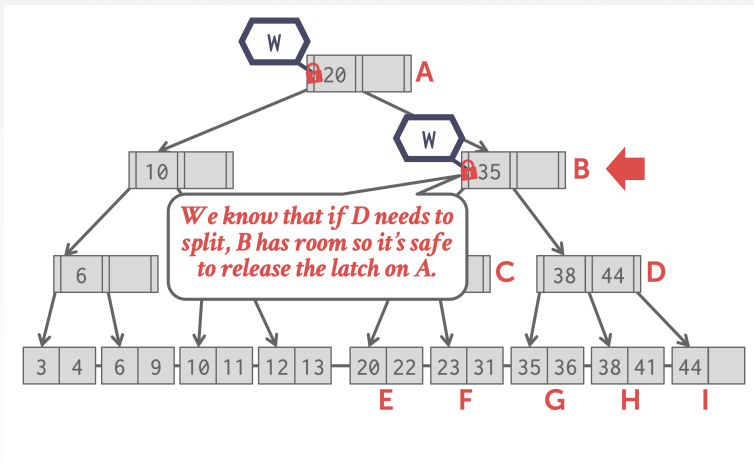 W
20 A
W
35 B
10
We know that if D needs to
split, B has room so it's safe
to release the latch on A.
6 C 38 44 D
3 4 6 9 10 11 12 13 20 22 23 31 35 36 38 41 44
E F G H I